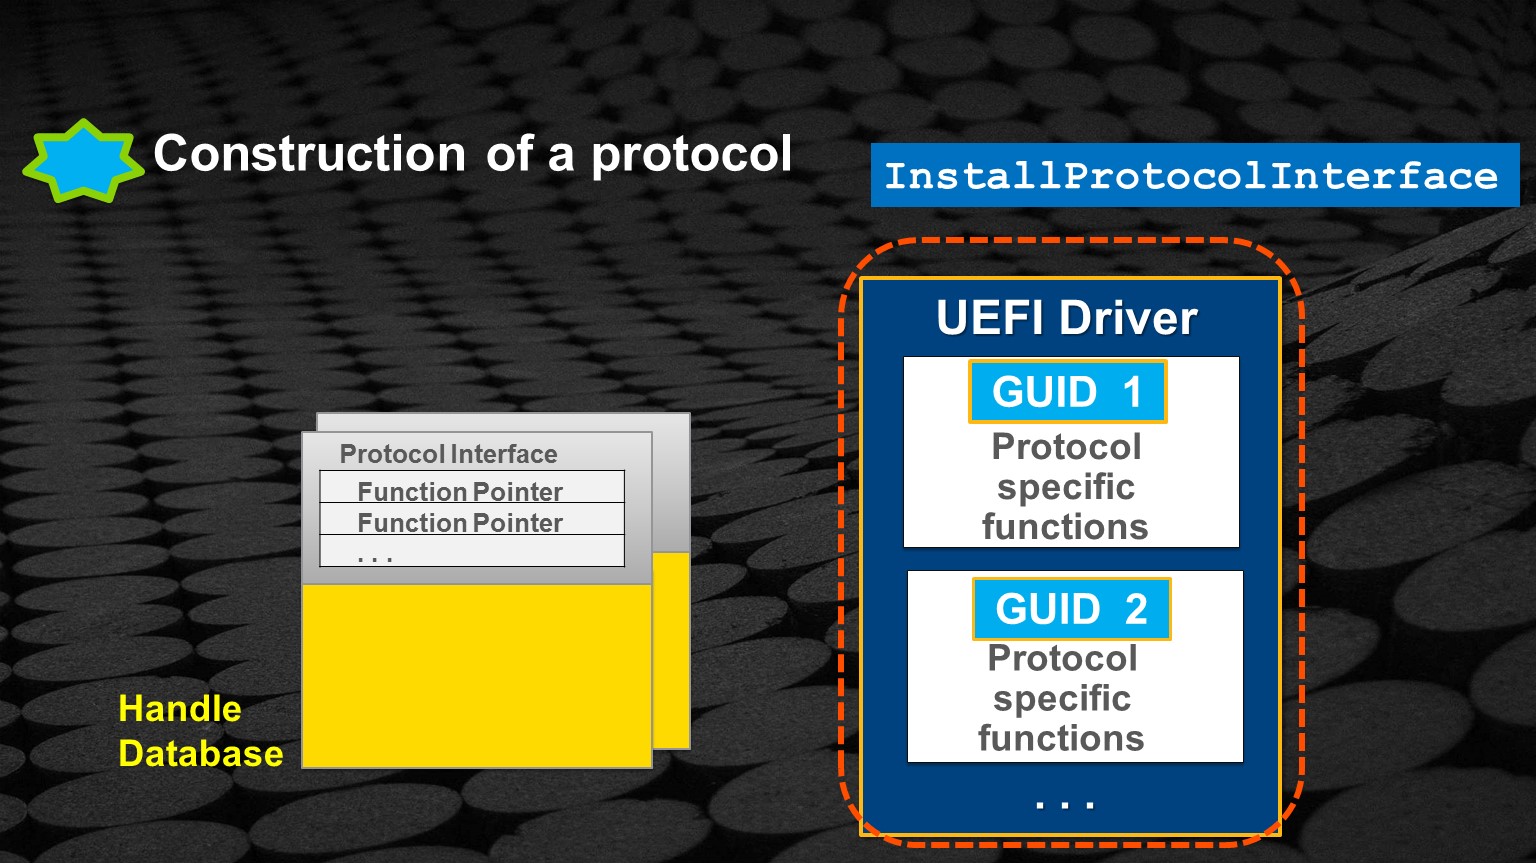 Construction of a protocol
InstallProtocolInterface
Protocol Interface
Function Pointer
Function Pointer
. . .
Handle
Database
UEFI Driver
GUID 1
Protocol
specific
functions
GUID 2
Protocol
specific
functions
. . .